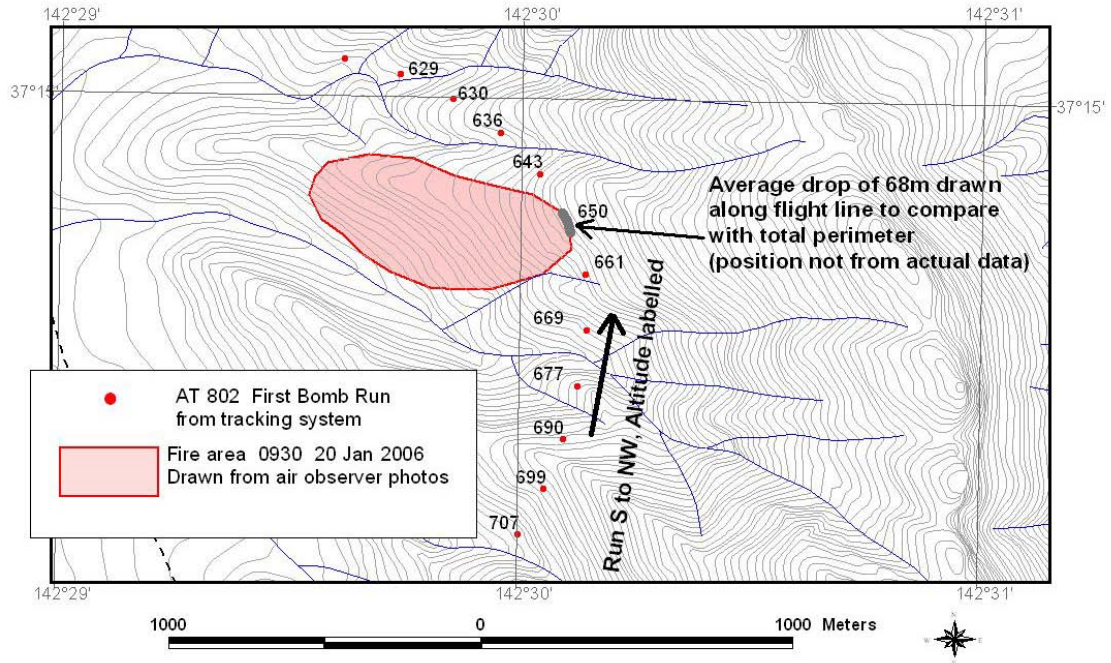 142°29'
142°30'
142°31'
37°15'
37°15'
629
630
636
643
650
661
669
677
690
699
707
Average drop of 68m drawn
along flight line to compare
with total perimeter
(position not from actual data)
Run S to NW, Altitude labelled
AT 802 First Bomb Run
from tracking system
Fire area 0930 20 Jan 2006
Drawn from air observer photos
142°29'
142°30'
142°31'
1000 0 1000 Meters